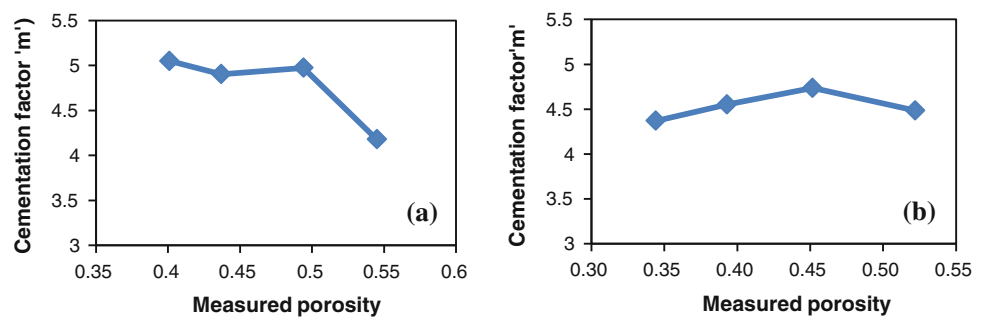 5.5
5
4.5
4
3.5
3
Cementation factor 'm')
(a)
0.35 0.4 0.45 0.5 0.55 0.6
Measured porosity
5.5
5
4.5
4
3.5
3
Cementation factor'm'
(b)
0.30 0.35 0.40 0.45 0.50 0.55
Measured porosity